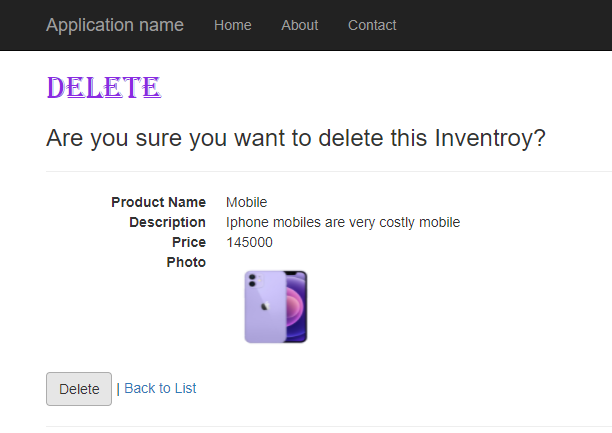 Application name Home About Contact
DELETE
Are you sure you want to delete this Inventroy?
Product Name Mobile
Description Iphone mobiles are very costly mobile
Price 145000
Photo
Delete | Back to List